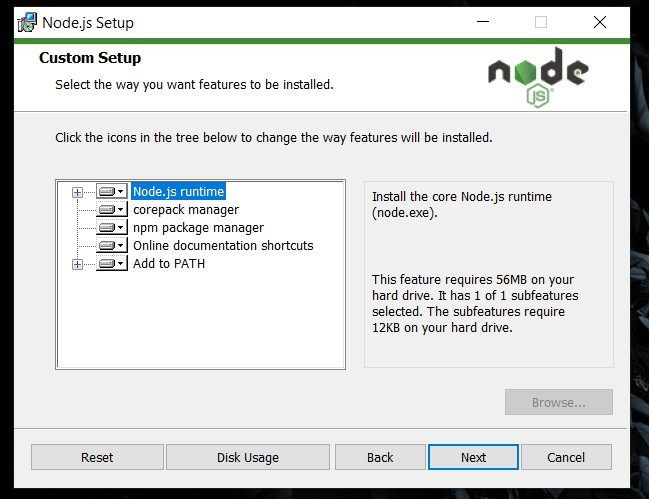 Node.js Setup
Custom Setup
Select the way you want features to be installed.
node
JS
Click the icons in the tree below to change the way features will be installed.
Node.js runtime
corepack manager
npm package manager
Online documentation shortcuts
Add to PATH
Install the core Node.js runtime
(node.exe).
This feature requires 56MB on your
hard drive. It has 1 of 1 subfeatures
selected. The subfeatures require
12KB on your hard drive.
Browse...
Reset
Disk Usage
Back
Next
Cancel